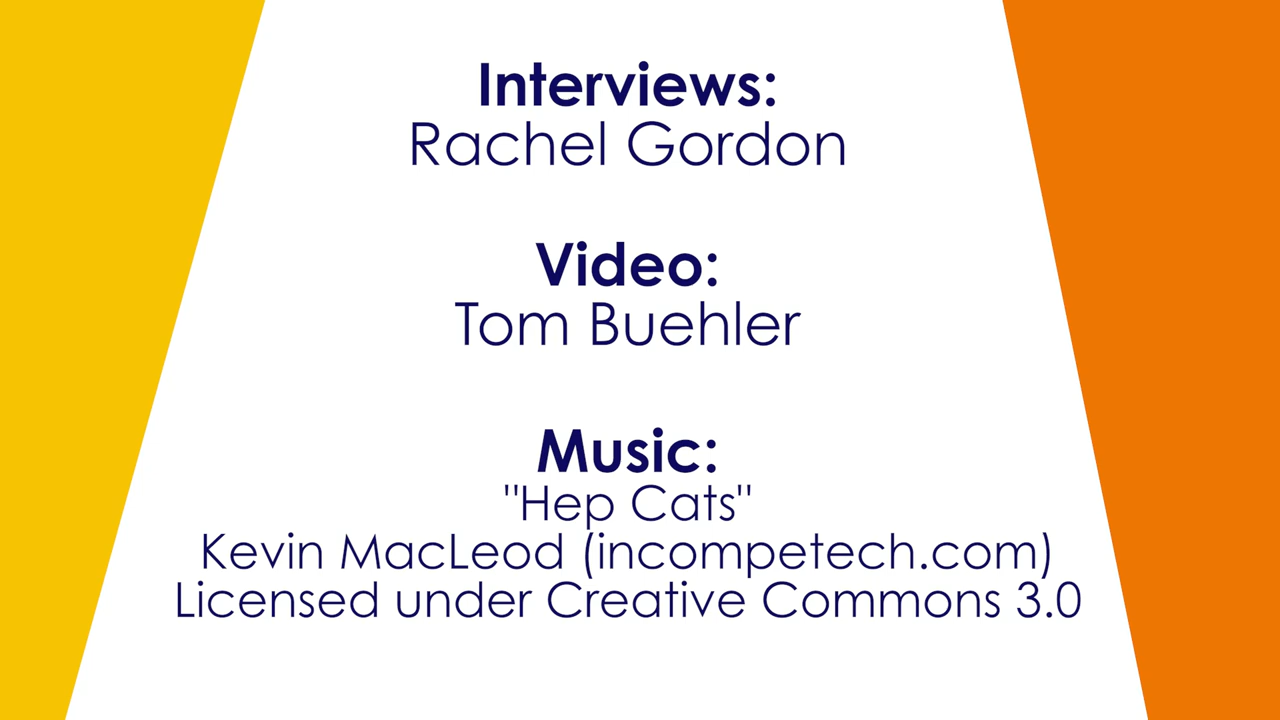 Interviews:
Rachel Gordon
Video:
Tom Buehler
Music:
"Hep Cats"
Kevin MacLeod (incompetech.com)
Licensed under Creative Commons 3.0